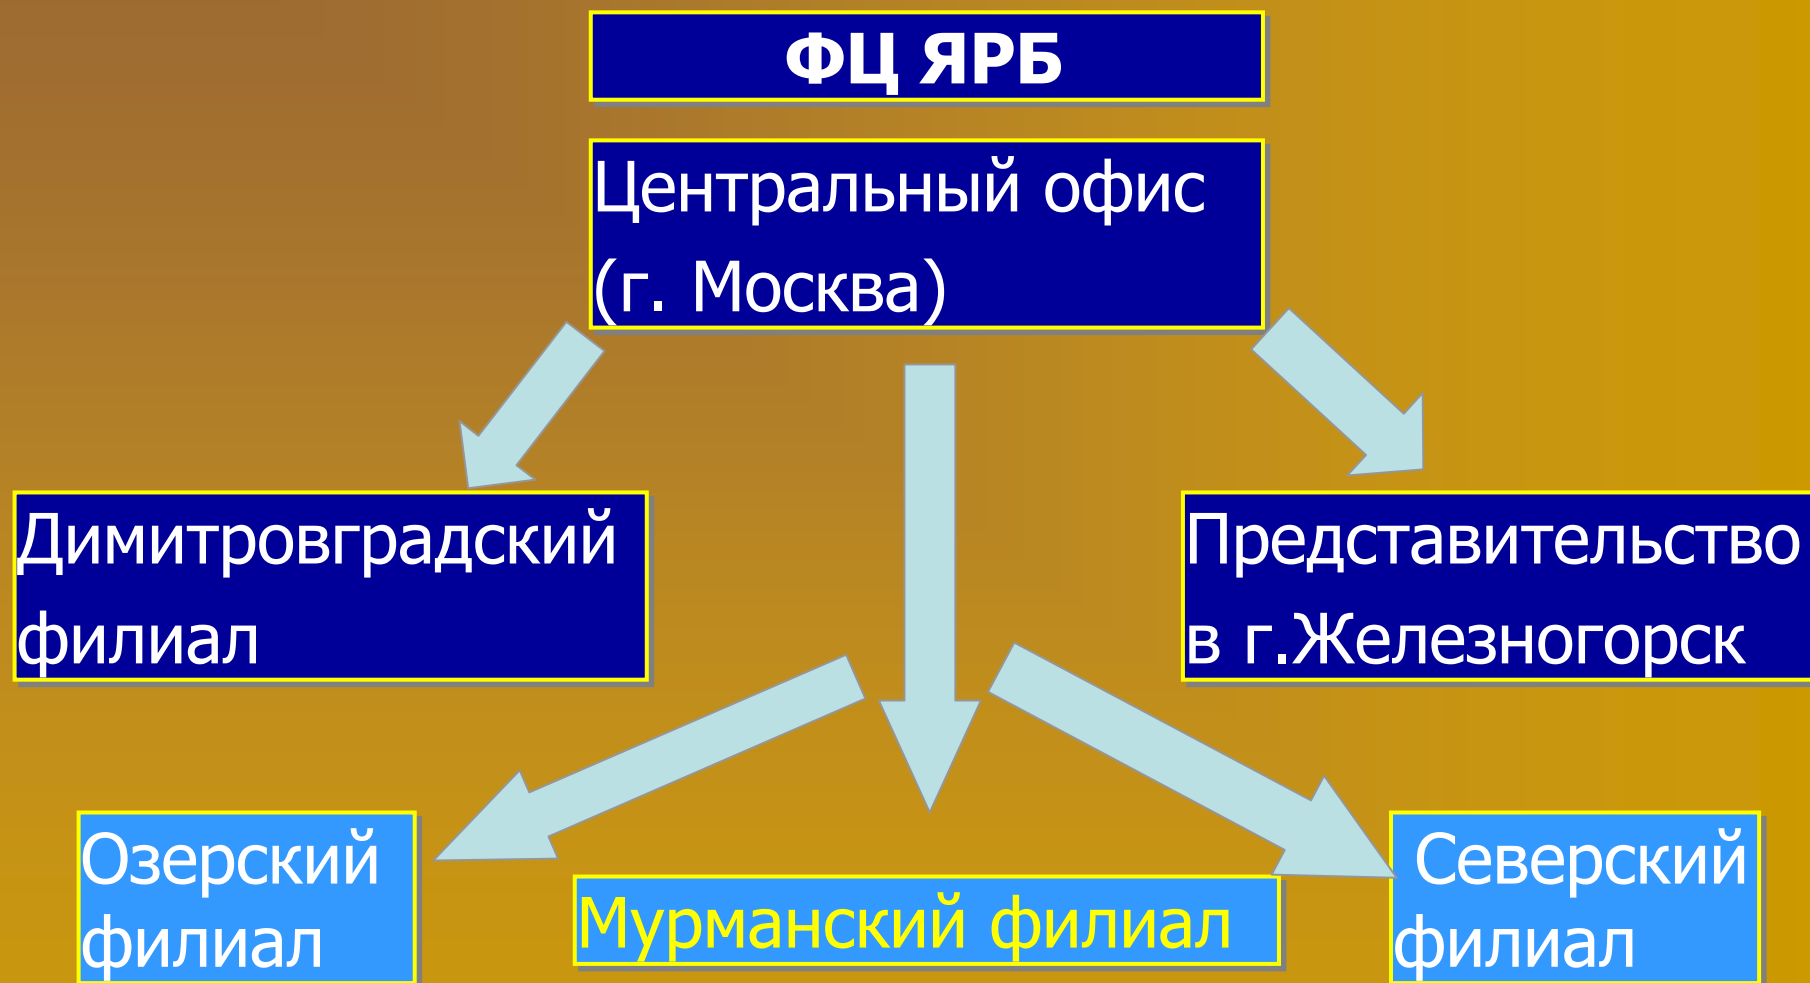 ФЦ ЯРБ
Центральный офис
(г. Москва)
Димитровградский
филиал
Представительство
в г.Железногорск
Озерский
филиал
Мурманский филиал
Северский
филиал